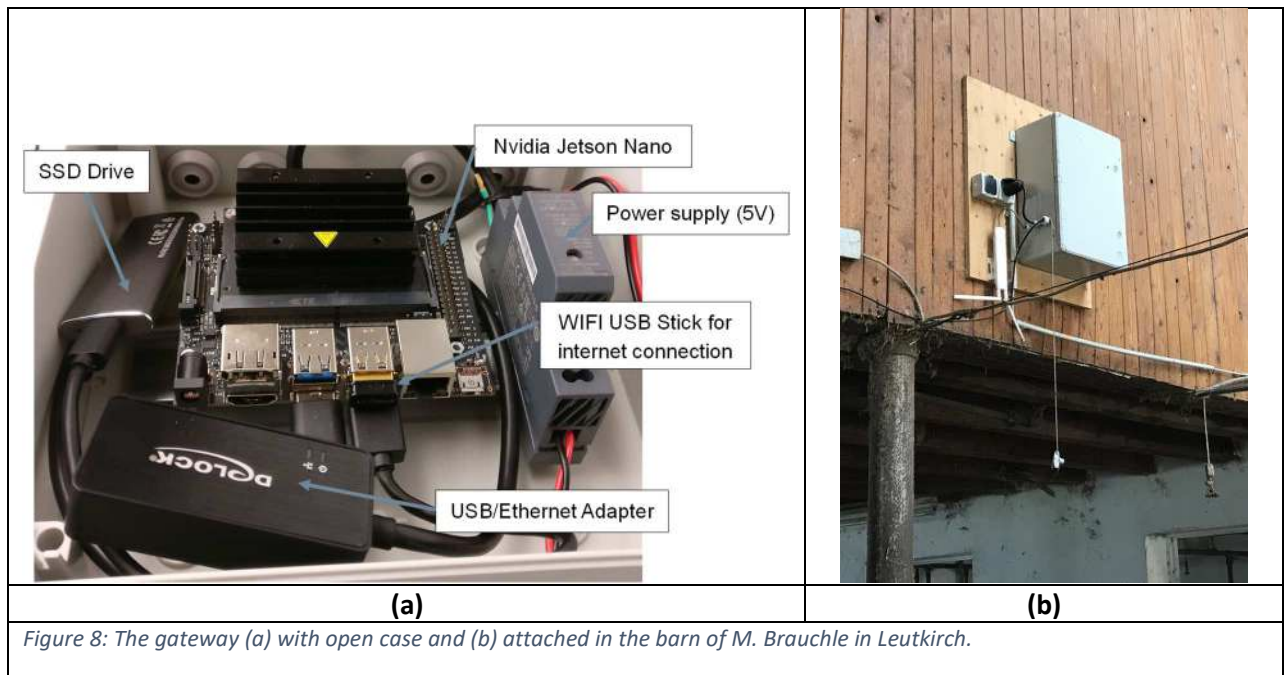 SSD Drive
Nvidia Jetson Nano
Power supply (5V)
WIFI USB Stick for
internet connection
DeLOCK
USB/Ethernet Adapter
(a)
(b)
Figure 8: The gateway (a) with open case and (b) attached in the barn of M. Brauchle in Leutkirch.